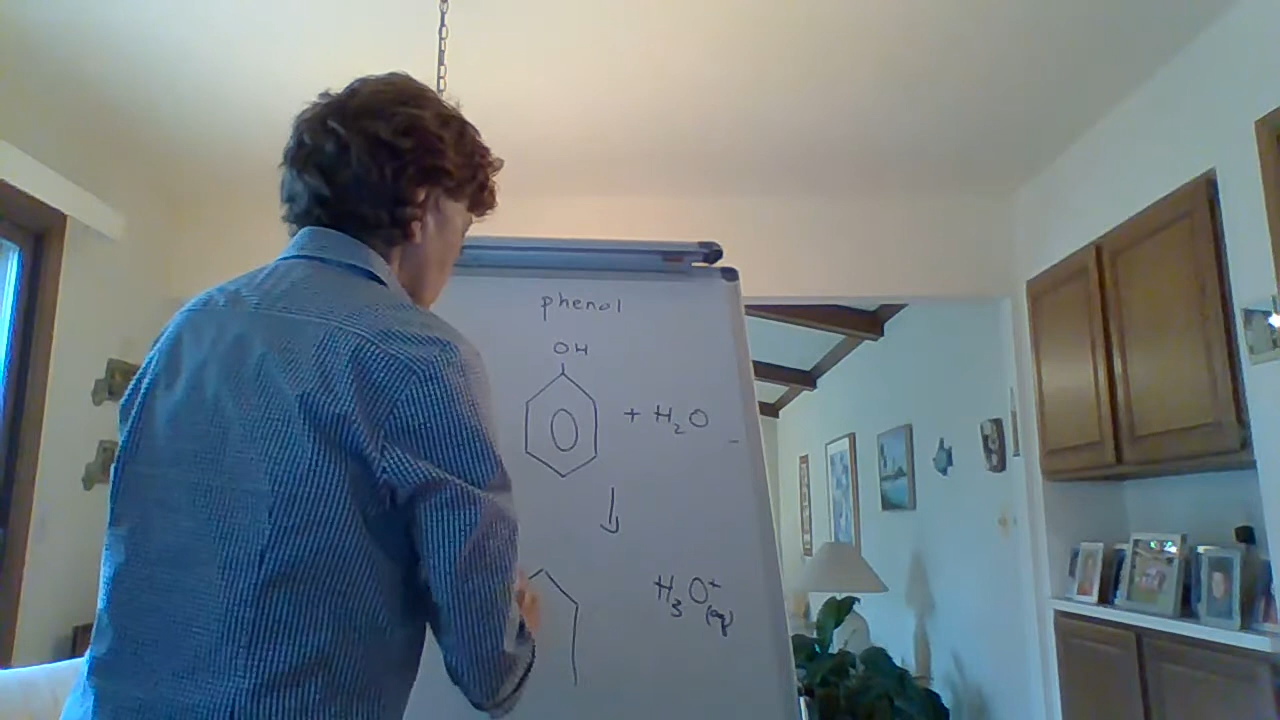 phenol
OH
+ H₂O
H₃O⁺(aq)